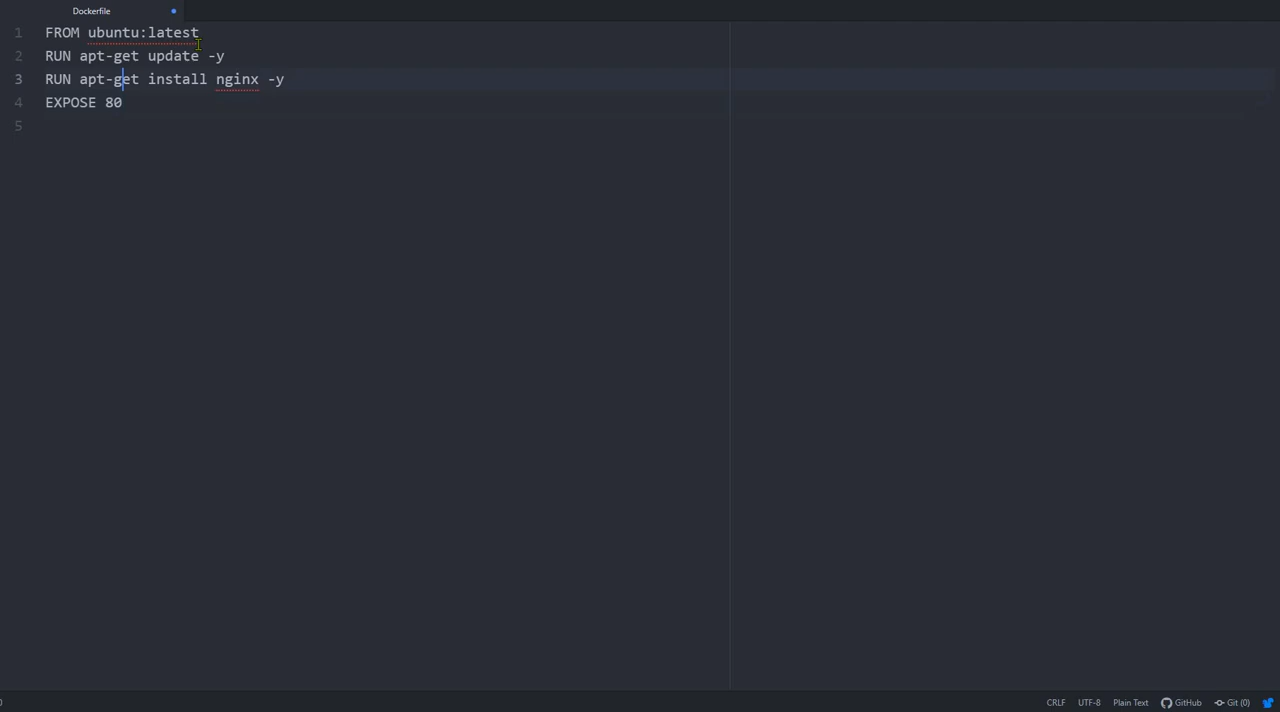 Dockerfile
1 FROM ubuntu:latest
2 RUN apt-get update -y
3 RUN apt-get install nginx -y
4 EXPOSE 80
5
CRLF UTF-8 Plain Text GitHub Git (0)